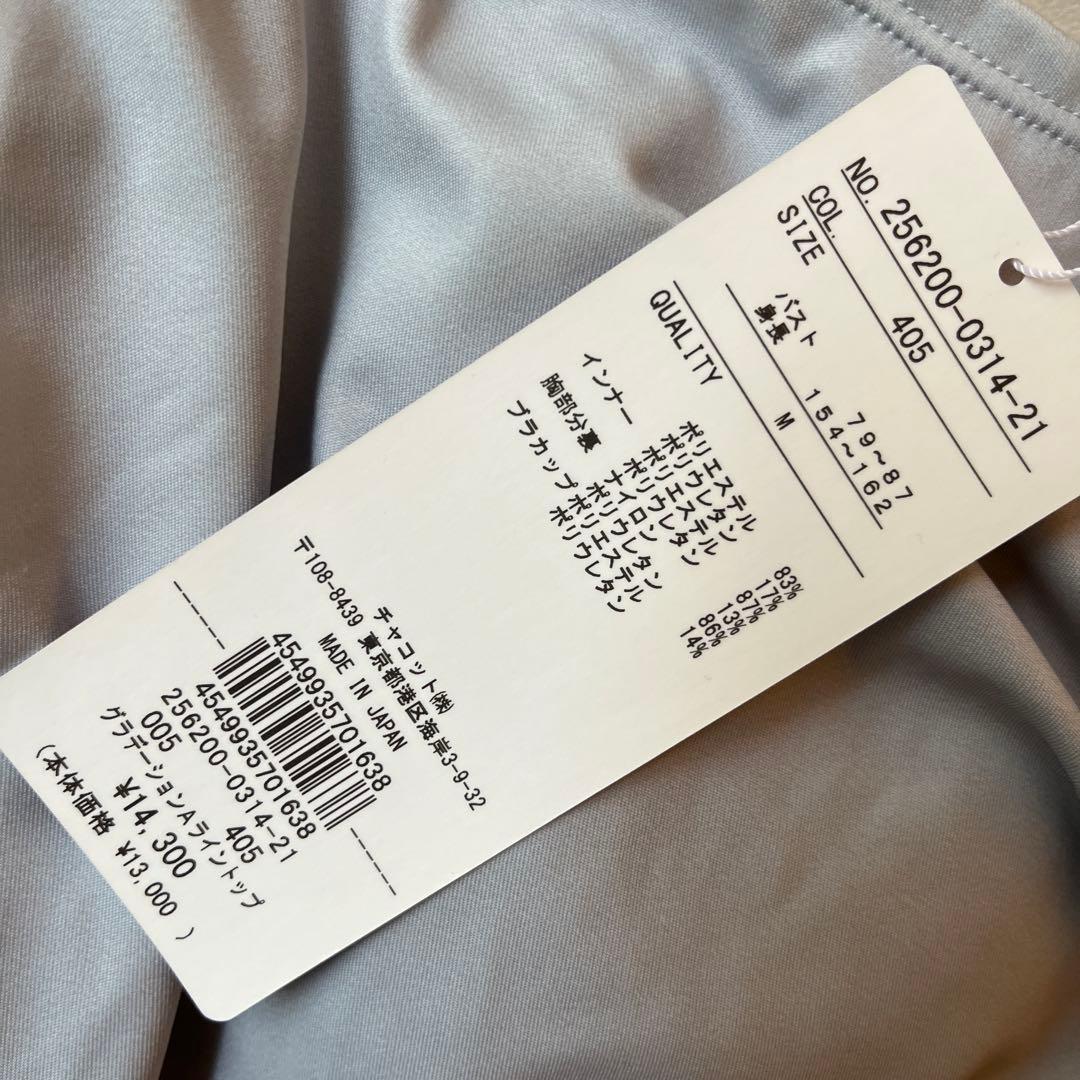 NO. 256200-0314-21
COL. 405
SIZE
バスト 79~87
身長 154~162
M
QUALITY
ポリエステル 83%
ポリウレタン 17%
インナー ポリエステル 87%
ポリウレタン 13%
胸部分裏 ナイロン 86%
ポリウレタン 14%
ブラカップ ポリエステル
ポリウレタン
チャコット㈱
〒108-8439 東京都港区海岸3-9-32
MADE IN JAPAN
4549935701638
4549935701638
256200-0314-21
005 405
グラデーションAライントップ
¥14,300
(本体価格 ¥13,000 )